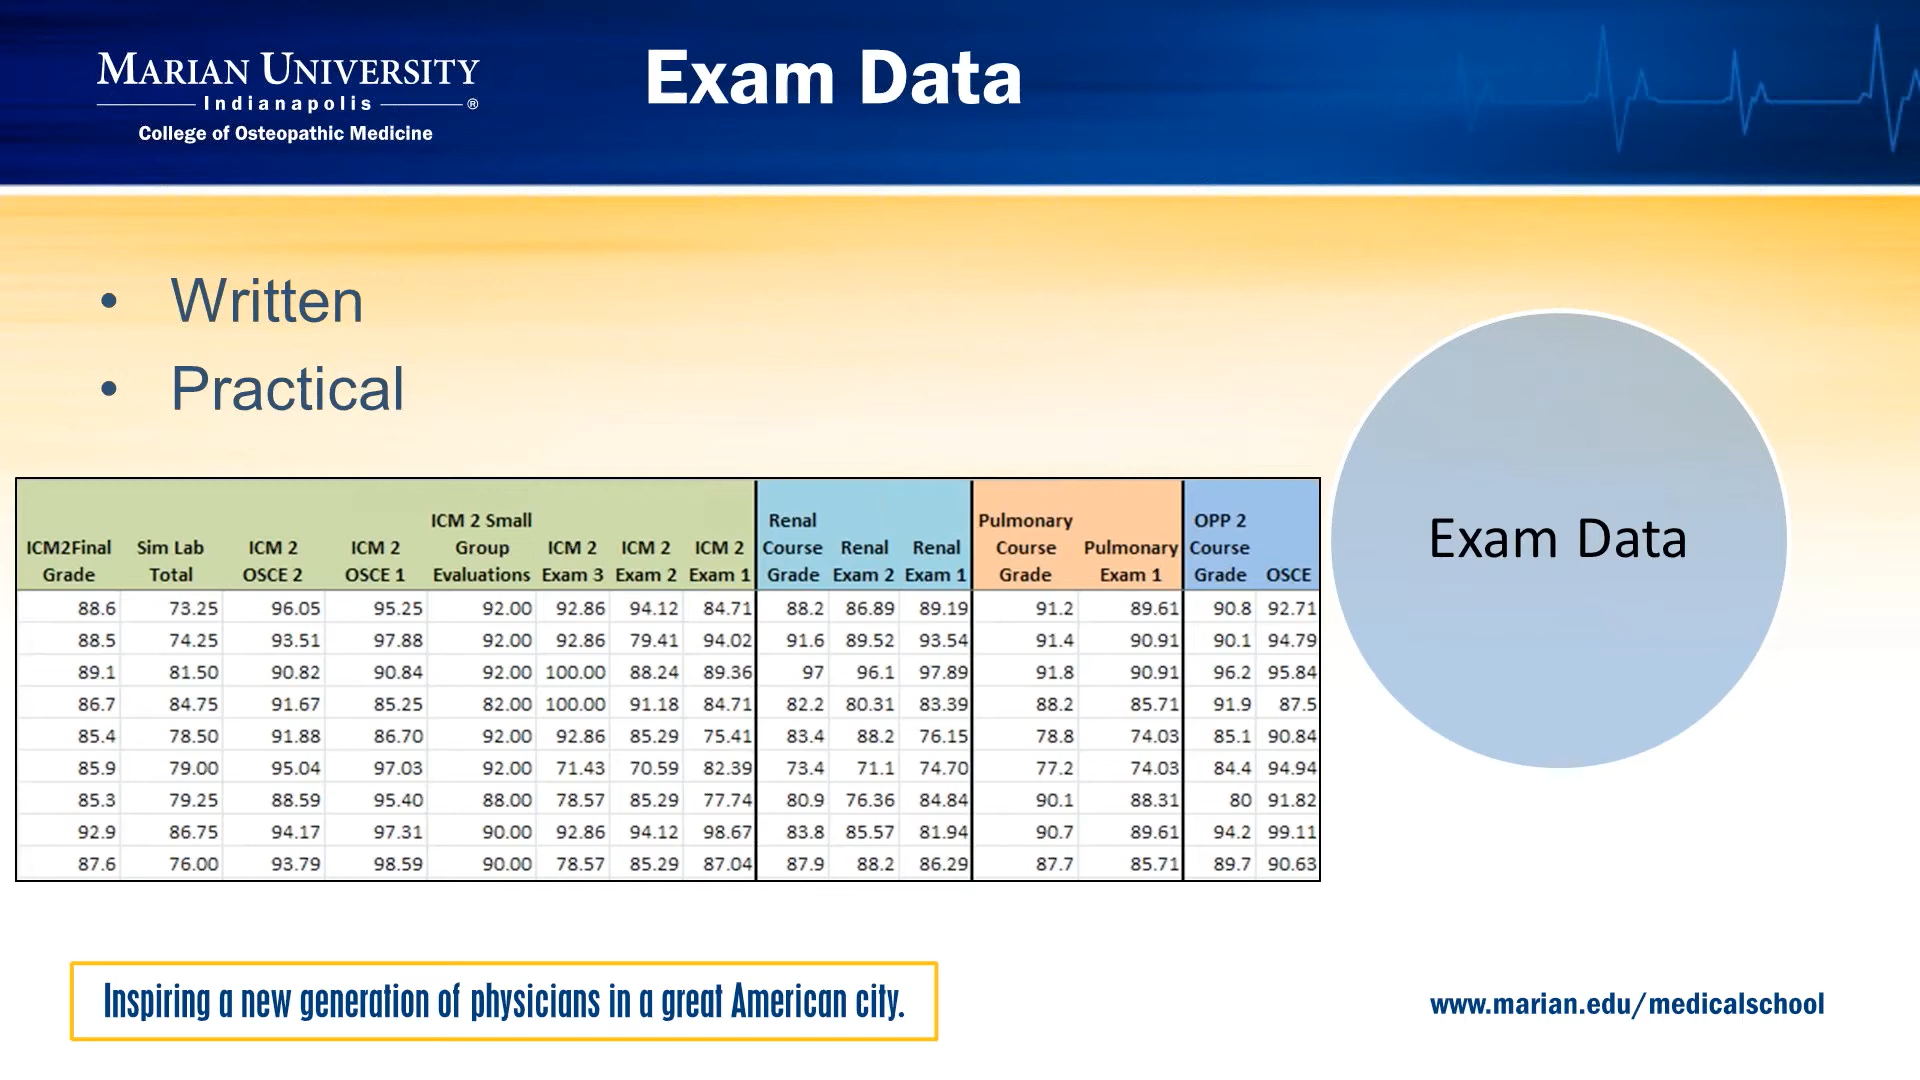 MARIAN UNIVERSITY
Indianapolis ®
College of Osteopathic Medicine
Exam Data
• Written
• Practical
ICM2Final Grade Sim Lab Total ICM 2 OSCE 2 ICM 2 OSCE 1 ICM 2 Small Group Evaluations ICM 2 Exam 3 ICM 2 Exam 2 ICM 2 Exam 1 Renal Course Grade Renal Exam 2 Renal Exam 1 Pulmonary Course Grade Pulmonary Exam 1 OPP 2 Course Grade OSCE
88.6 73.25 96.05 95.25 92.00 92.86 94.12 84.71 88.2 86.89 89.19 91.2 89.61 90.8 92.71
88.5 74.25 93.51 97.88 92.00 92.86 79.41 94.02 91.6 89.52 93.54 91.4 90.91 90.1 94.79
89.1 81.50 90.82 90.84 92.00 100.00 88.24 89.36 97 96.1 97.89 91.8 90.91 96.2 95.84
86.7 84.75 91.67 85.25 82.00 100.00 91.18 84.71 82.2 80.31 83.39 88.2 85.71 91.9 87.5
85.4 78.50 91.88 86.70 92.00 92.86 85.29 75.41 83.4 88.2 76.15 78.8 74.03 85.1 90.84
85.9 79.00 95.04 97.03 92.00 71.43 70.59 82.39 73.4 71.1 74.70 77.2 74.03 84.4 94.94
85.3 79.25 88.59 95.40 88.00 78.57 85.29 77.74 80.9 76.36 84.84 90.1 88.31 80 91.82
92.9 86.75 94.17 97.31 90.00 92.86 94.12 98.67 83.8 85.57 81.94 90.7 89.61 94.2 99.11
87.6 76.00 93.79 98.59 90.00 78.57 85.29 87.04 87.9 88.2 86.29 87.7 85.71 89.7 90.63
Exam Data
Inspiring a new generation of physicians in a great American city.
www.marian.edu/medicalschool